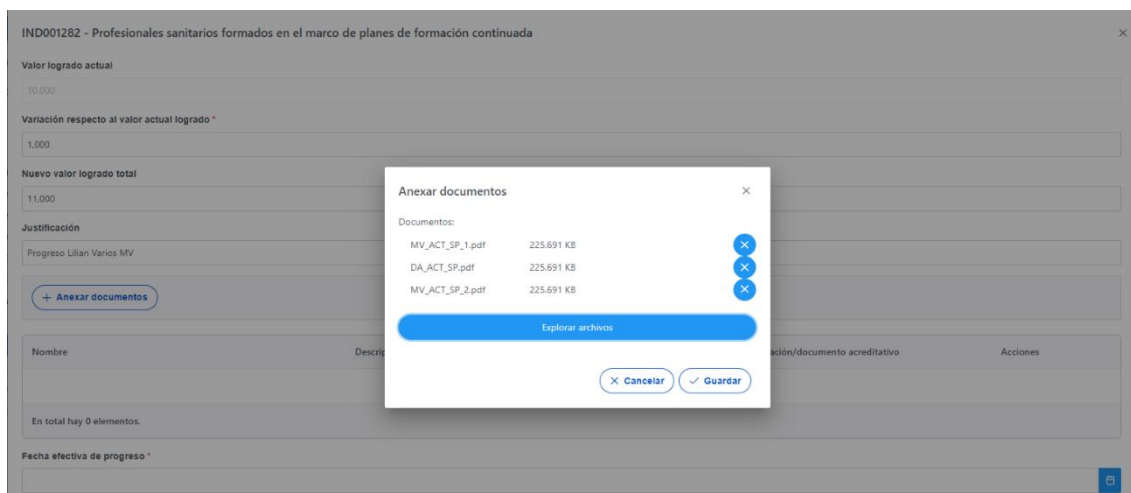 IND001282 - Profesionales sanitarios formados en el marco de planes de formación continuada
Valor logrado actual
10,000
Variación respecto al valor actual logrado *
1,000
Nuevo valor logrado total
11,000
Justificación
Progreso Lilian Varios MV
+ Anexar documentos
Nombre
Descrip
ación/documento acreditativo
Acciones
En total hay 0 elementos.
Fecha efectiva de progreso *
Anexar documentos
Documentos:
MV_ACT_SP_1.pdf 225.691 KB
DA_ACT_SP.pdf 225.691 KB
MV_ACT_SP_2.pdf 225.691 KB
Explorar archivos
Cancelar Guardar